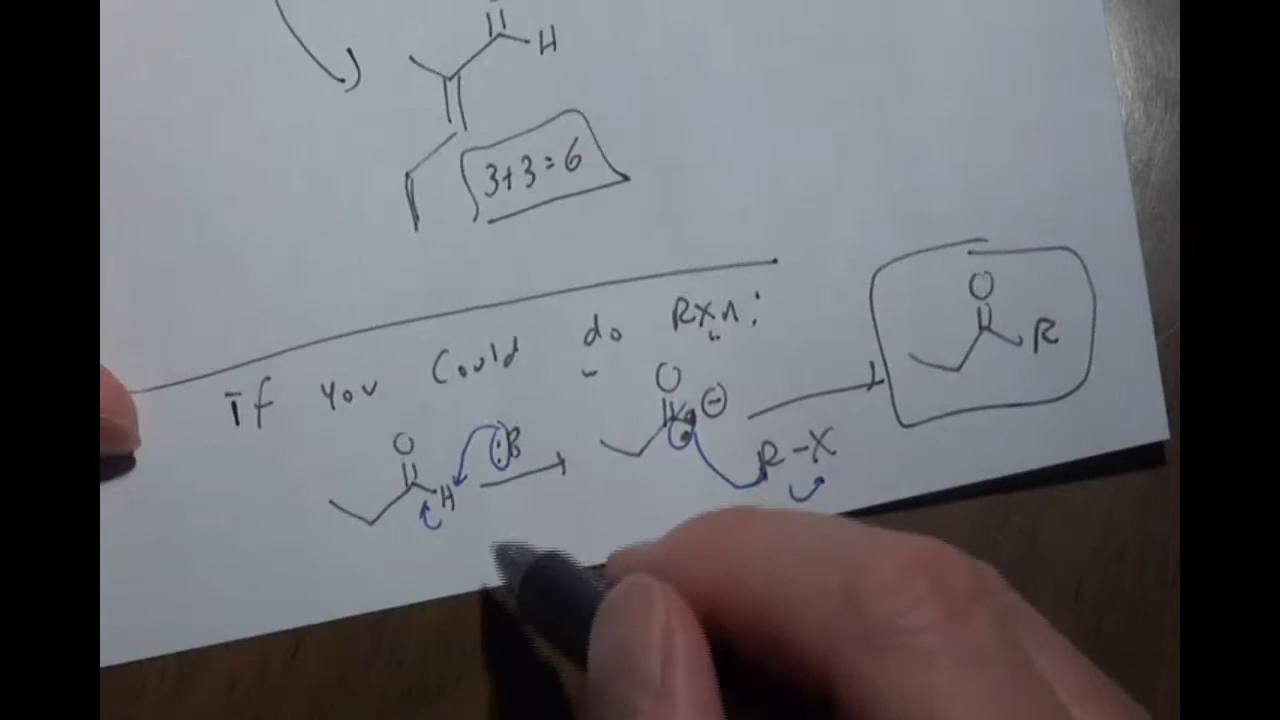 H
3+3=6
If you could do Rxn:
O
R
O
H
:B
O
⊖
R-X